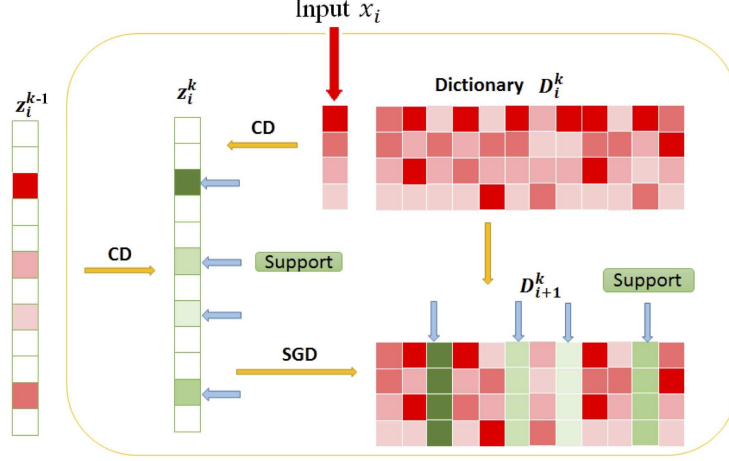 Input x_i
Dictionary D_i^k
z_i^{k-1}
z_i^k
CD
CD
Support
D_{i+1}^k
Support
SGD